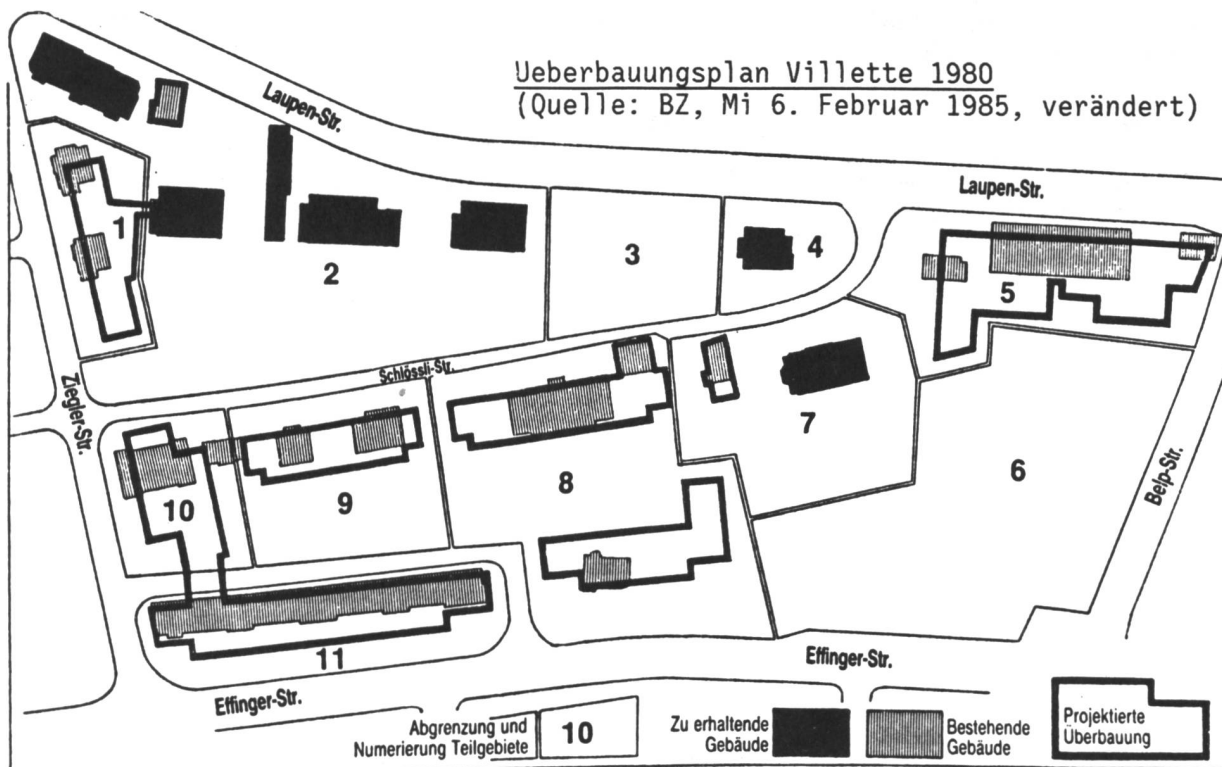 Ueberbauungsplan Villette 1980
(Quelle: BZ, Mi 6. Februar 1985, verändert)
Laupen-Str.
Laupen-Str.
1
2
3
4
5
Schlössli-Str.
Ziegler-Str.
7
6
Belp-Str.
8
9
10
11
Effinger-Str.
Effinger-Str.
Abgrenzung und
Numerierung Teilgebiete
10
Zu erhaltende
Gebäude
Bestehende
Gebäude
Projektierte
Überbauung